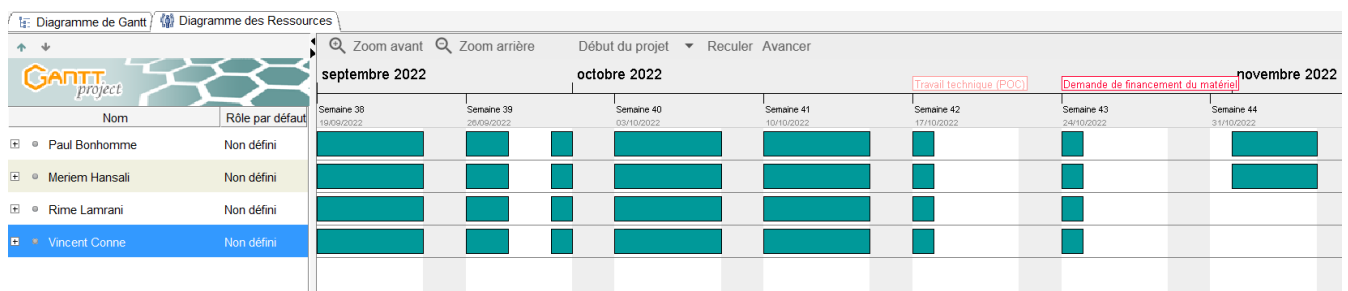 Diagramme de Gantt
Diagramme des Ressources
Zoom avant Zoom arrière Début du projet Reculer Avancer
GANTT
project
septembre 2022 octobre 2022 novembre 2022
Travail technique (POC) Demande de financement du matériel
Nom Rôle par défaut
Semaine 38 Semaine 39 Semaine 40 Semaine 41 Semaine 42 Semaine 43 Semaine 44
19/09/2022 26/09/2022 03/10/2022 10/10/2022 17/10/2022 24/10/2022 31/10/2022
Paul Bonhomme Non défini
Meriem Hansali Non défini
Rime Lamrani Non défini
Vincent Conne Non défini